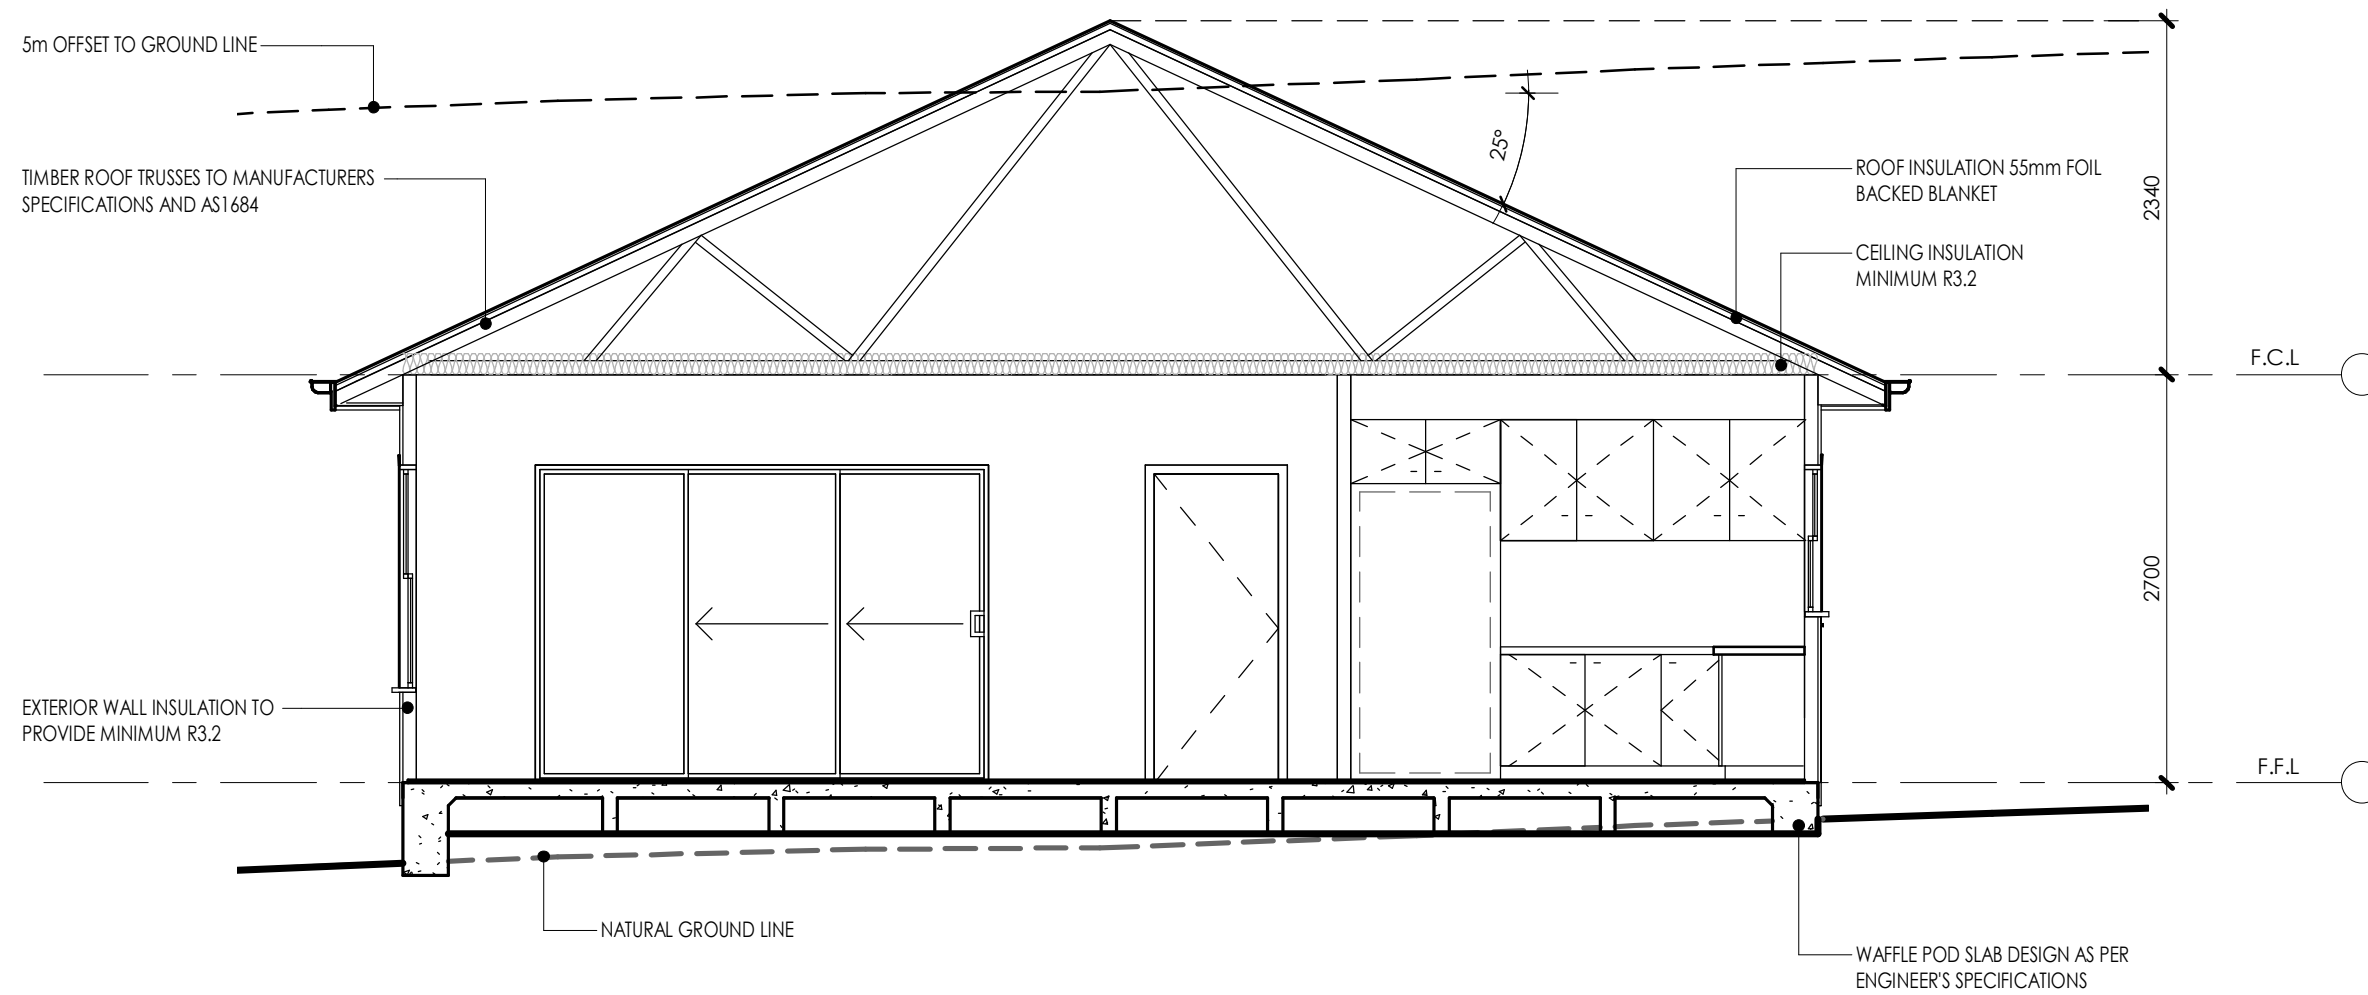 5m OFFSET TO GROUND LINE
TIMBER ROOF TRUSSES TO MANUFACTURERS
SPECIFICATIONS AND AS1684
25°
ROOF INSULATION 55mm FOIL
BACKED BLANKET
2340
CEILING INSULATION
MINIMUM R3.2
F.C.L
2700
EXTERIOR WALL INSULATION TO
PROVIDE MINIMUM R3.2
F.F.L
NATURAL GROUND LINE
WAFFLE POD SLAB DESIGN AS PER
ENGINEER'S SPECIFICATIONS